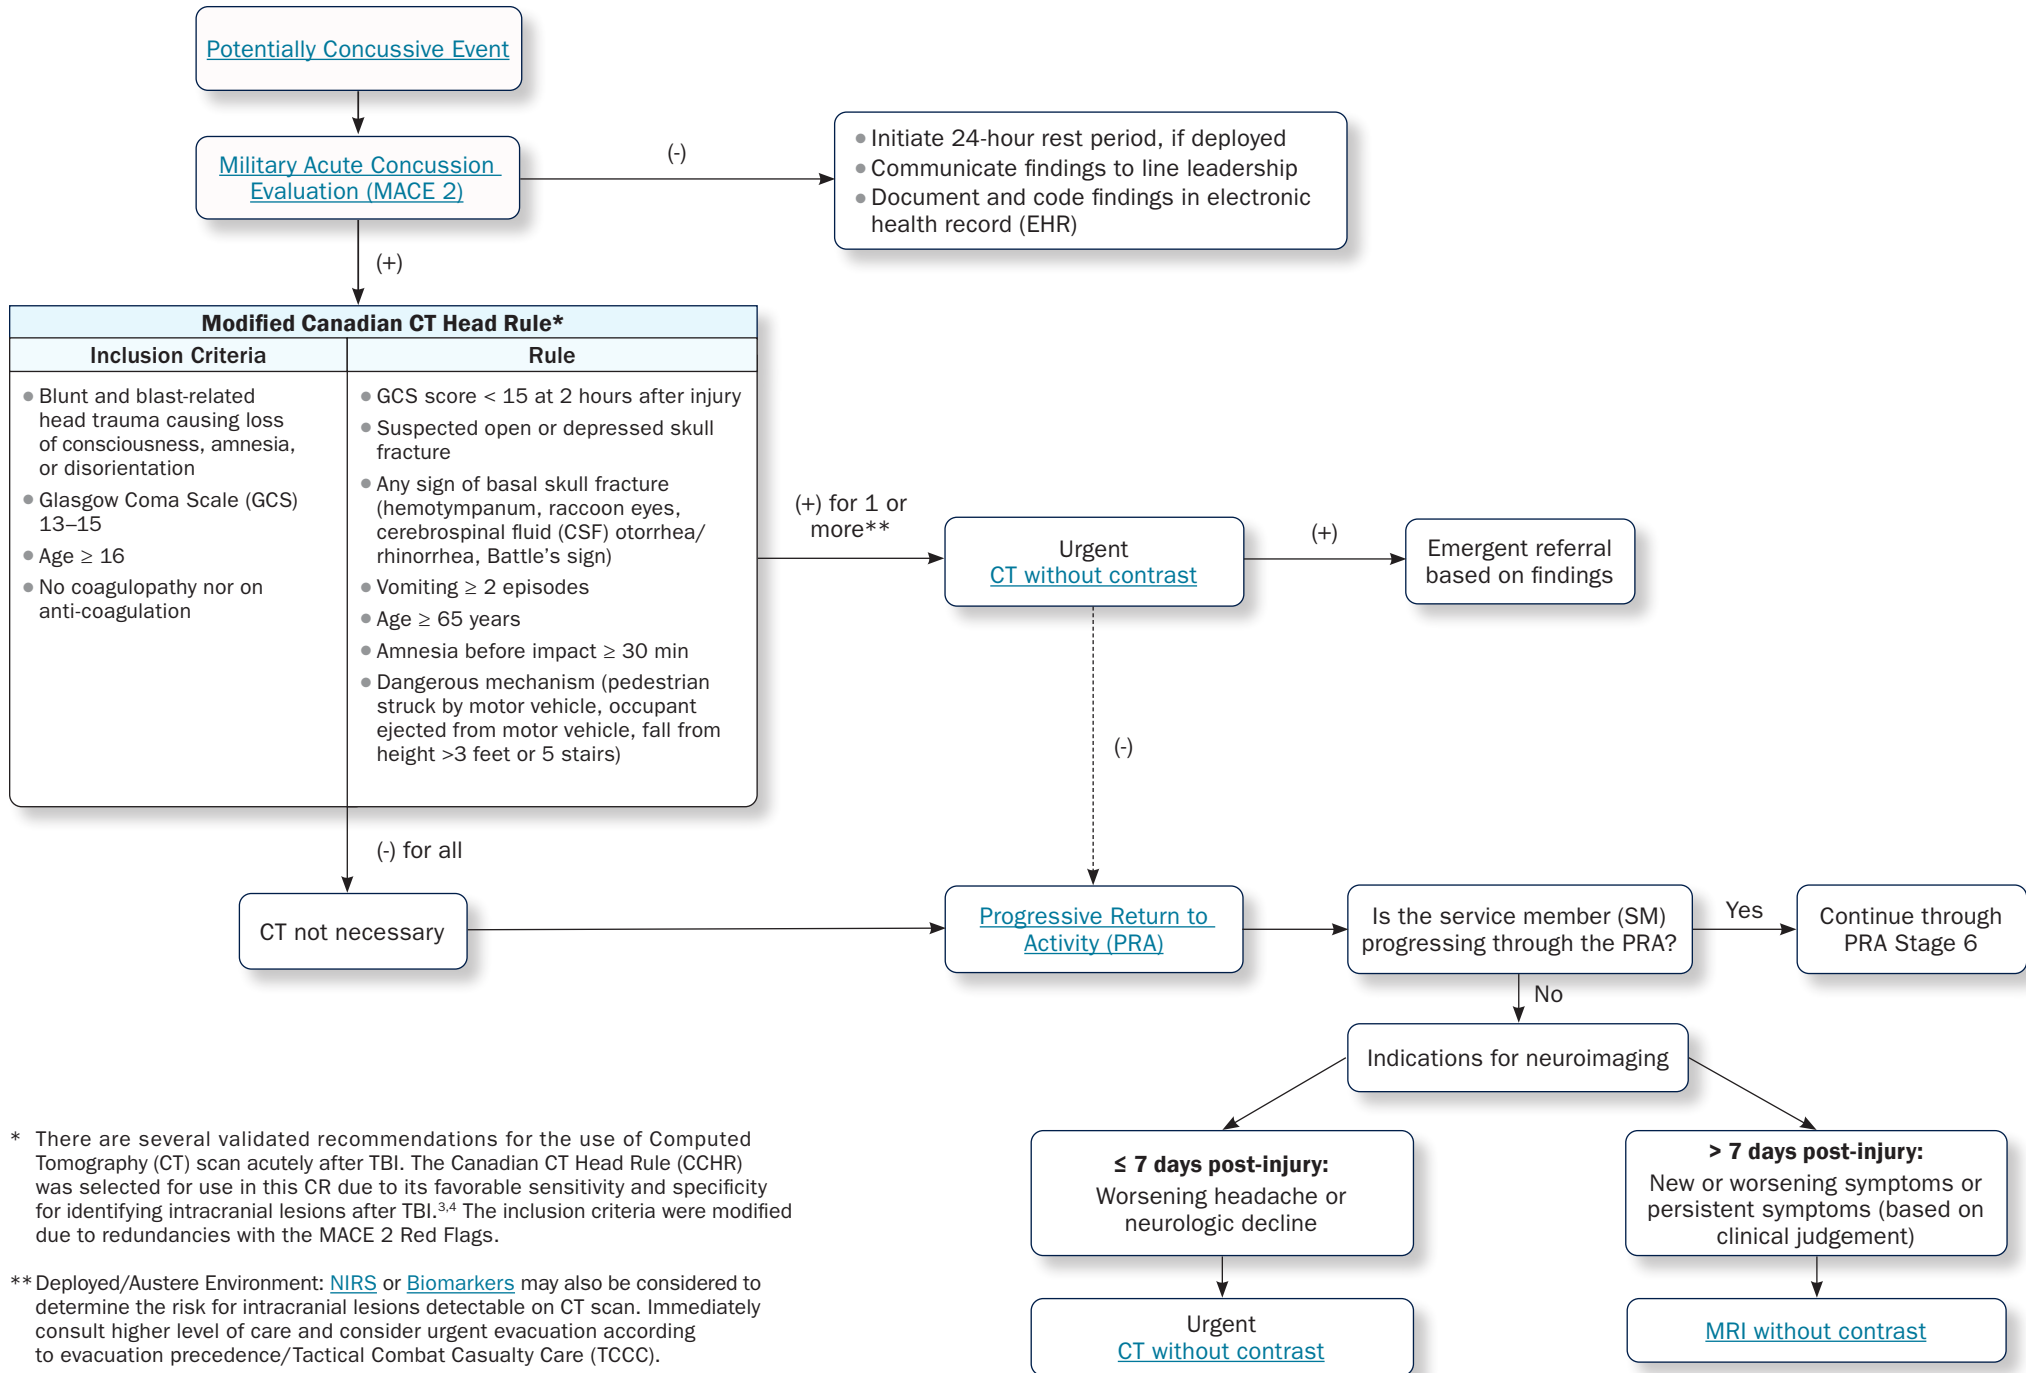 Potentially Concussive Event
Military Acute Concussion
Evaluation (MACE 2)
(-)
● Initiate 24-hour rest period, if deployed
● Communicate findings to line leadership
● Document and code findings in electronic
health record (EHR)
(+)
Modified Canadian CT Head Rule*
Inclusion Criteria
● Blunt and blast-related
head trauma causing loss
of consciousness, amnesia,
or disorientation
● Glasgow Coma Scale (GCS)
13–15
● Age ≥ 16
● No coagulopathy nor on
anti-coagulation
Rule
● GCS score < 15 at 2 hours after injury
● Suspected open or depressed skull
fracture
● Any sign of basal skull fracture
(hemotympanum, raccoon eyes,
cerebrospinal fluid (CSF) otorrhea/
rhinorrhea, Battle's sign)
● Vomiting ≥ 2 episodes
● Age ≥ 65 years
● Amnesia before impact ≥ 30 min
● Dangerous mechanism (pedestrian
struck by motor vehicle, occupant
ejected from motor vehicle, fall from
height >3 feet or 5 stairs)
(+) for 1 or
more**
Urgent
CT without contrast
(+)
Emergent referral
based on findings
(-)
(-) for all
CT not necessary
Progressive Return to
Activity (PRA)
Is the service member (SM)
progressing through the PRA?
Yes
Continue through
PRA Stage 6
No
Indications for neuroimaging
≤ 7 days post-injury:
Worsening headache or
neurologic decline
Urgent
CT without contrast
> 7 days post-injury:
New or worsening symptoms or
persistent symptoms (based on
clinical judgement)
MRI without contrast
* There are several validated recommendations for the use of Computed
Tomography (CT) scan acutely after TBI. The Canadian CT Head Rule (CCHR)
was selected for use in this CR due to its favorable sensitivity and specificity
for identifying intracranial lesions after TBI.3,4 The inclusion criteria were modified
due to redundancies with the MACE 2 Red Flags.
** Deployed/Austere Environment: NIRS or Biomarkers may also be considered to
determine the risk for intracranial lesions detectable on CT scan. Immediately
consult higher level of care and consider urgent evacuation according
to evacuation precedence/Tactical Combat Casualty Care (TCCC).